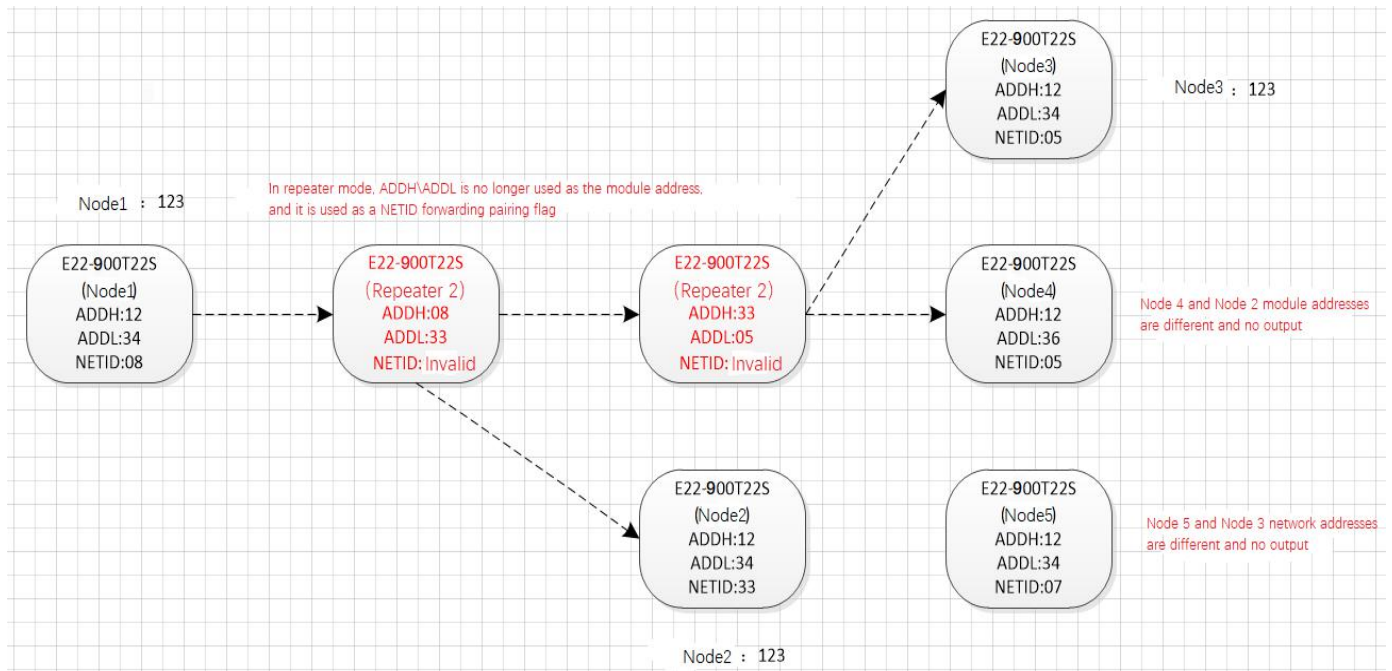 E22-900T22S
(Node3)
ADDH:12
ADDL:34
NETID:05
Node3 : 123
Node1 : 123
In repeater mode, ADDH\ADDL is no longer used as the module address,
and it is used as a NETID forwarding pairing flag
E22-900T22S
(Node1)
ADDH:12
ADDL:34
NETID:08
E22-900T22S
(Repeater 2)
ADDH:08
ADDL:33
NETID: Invalid
E22-900T22S
(Repeater 2)
ADDH:33
ADDL:05
NETID: Invalid
E22-900T22S
(Node4)
ADDH:12
ADDL:36
NETID:05
Node 4 and Node 2 module addresses
are different and no output
E22-900T22S
(Node2)
ADDH:12
ADDL:34
NETID:33
E22-900T22S
(Node5)
ADDH:12
ADDL:34
NETID:07
Node 5 and Node 3 network addresses
are different and no output
Node2 : 123